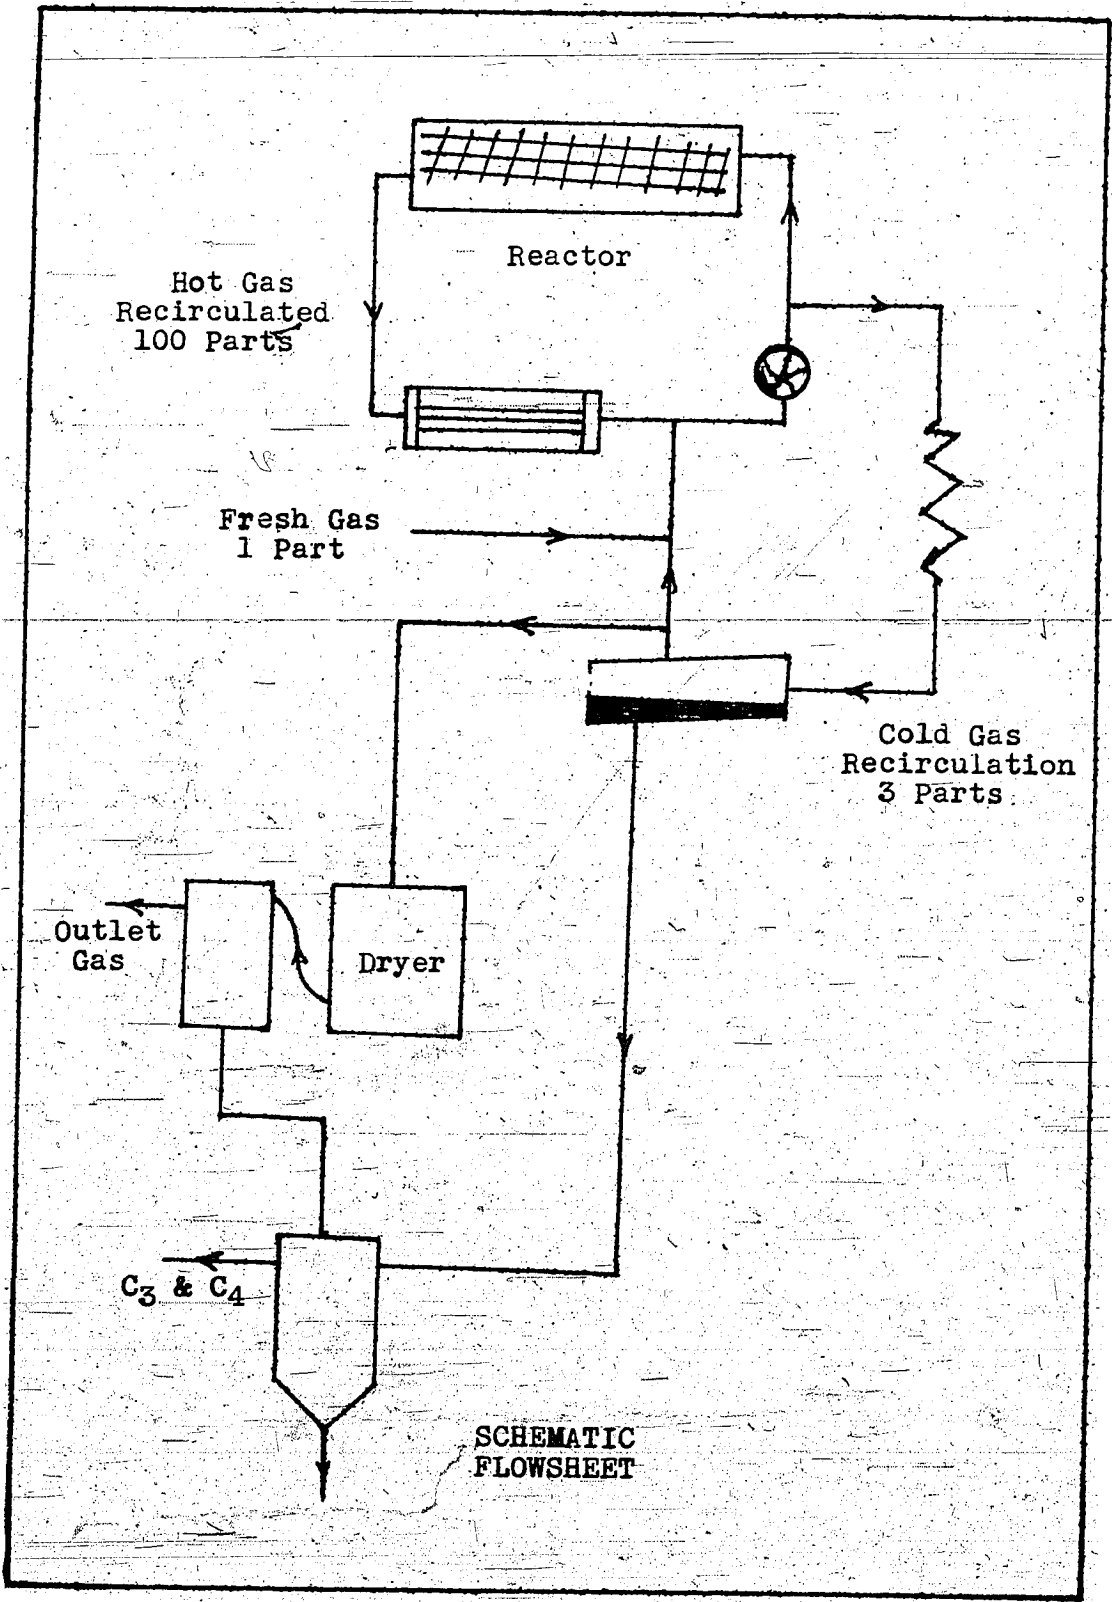 Reactor
Hot Gas
Recirculated
100 Parts
Fresh Gas
1 Part
Cold Gas
Recirculation
3 Parts
Outlet
Gas
Dryer
C3 & C4
SCHEMATIC
FLOWSHEET